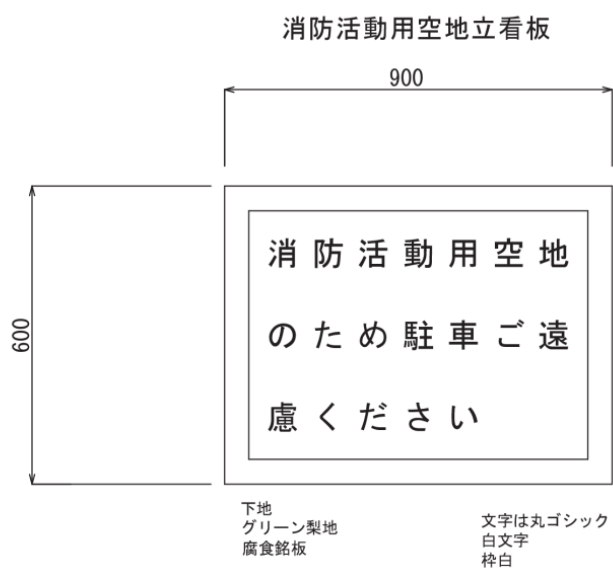 消防活動用空地立看板
900
600
消防活動用空地
のため駐車ご遠
慮ください
下地
グリーン梨地
腐食銘板
文字は丸ゴシック
白文字
枠白